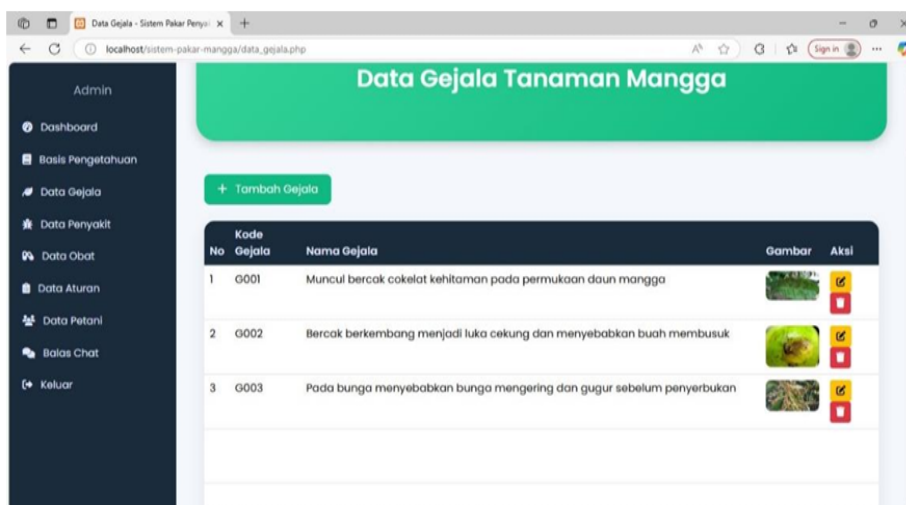 Data Gejala - Sistem Pakar Penyal
localhost/sistem-pakar-mangga/data_gejala.php
Sign in
Admin
Dashboard
Basis Pengetahuan
Data Gejala
Data Penyakit
Data Obat
Data Aturan
Data Petani
Balas Chat
Keluar
Data Gejala Tanaman Mangga
+ Tambah Gejala
No Kode Gejala Nama Gejala Gambar Aksi
1 G001 Muncul bercak cokelat kehitaman pada permukaan daun mangga
2 G002 Bercak berkembang menjadi luka cekung dan menyebabkan buah membusuk
3 G003 Pada bunga menyebabkan bunga mengering dan gugur sebelum penyerbukan